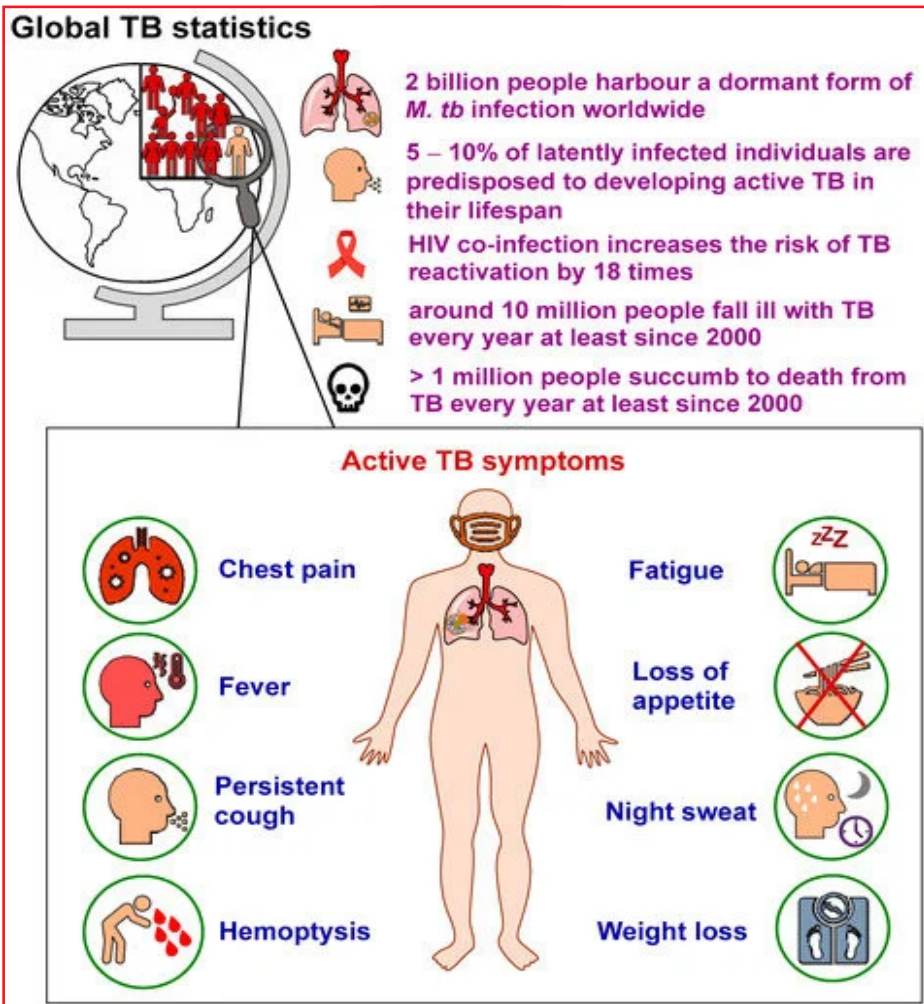 Global TB statistics
2 billion people harbour a dormant form of
M. tb infection worldwide
5 – 10% of latently infected individuals are
predisposed to developing active TB in
their lifespan
HIV co-infection increases the risk of TB
reactivation by 18 times
around 10 million people fall ill with TB
every year at least since 2000
> 1 million people succumb to death from
TB every year at least since 2000
Active TB symptoms
Chest pain
Fever
Persistent
cough
Hemoptysis
Fatigue
zZZ
Loss of
appetite
Night sweat
Weight loss